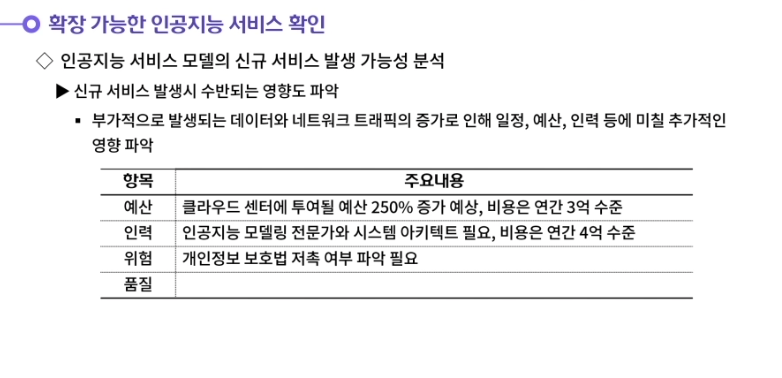 확장 가능한 인공지능 서비스 확인
◇ 인공지능 서비스 모델의 신규 서비스 발생 가능성 분석
▶ 신규 서비스 발생시 수반되는 영향도 파악
▪ 부가적으로 발생되는 데이터와 네트워크 트래픽의 증가로 인해 일정, 예산, 인력 등에 미칠 추가적인
영향 파악
항목 주요내용
예산 클라우드 센터에 투여될 예산 250% 증가 예상, 비용은 연간 3억 수준
인력 인공지능 모델링 전문가와 시스템 아키텍트 필요, 비용은 연간 4억 수준
위험 개인정보 보호법 저촉 여부 파악 필요
품질